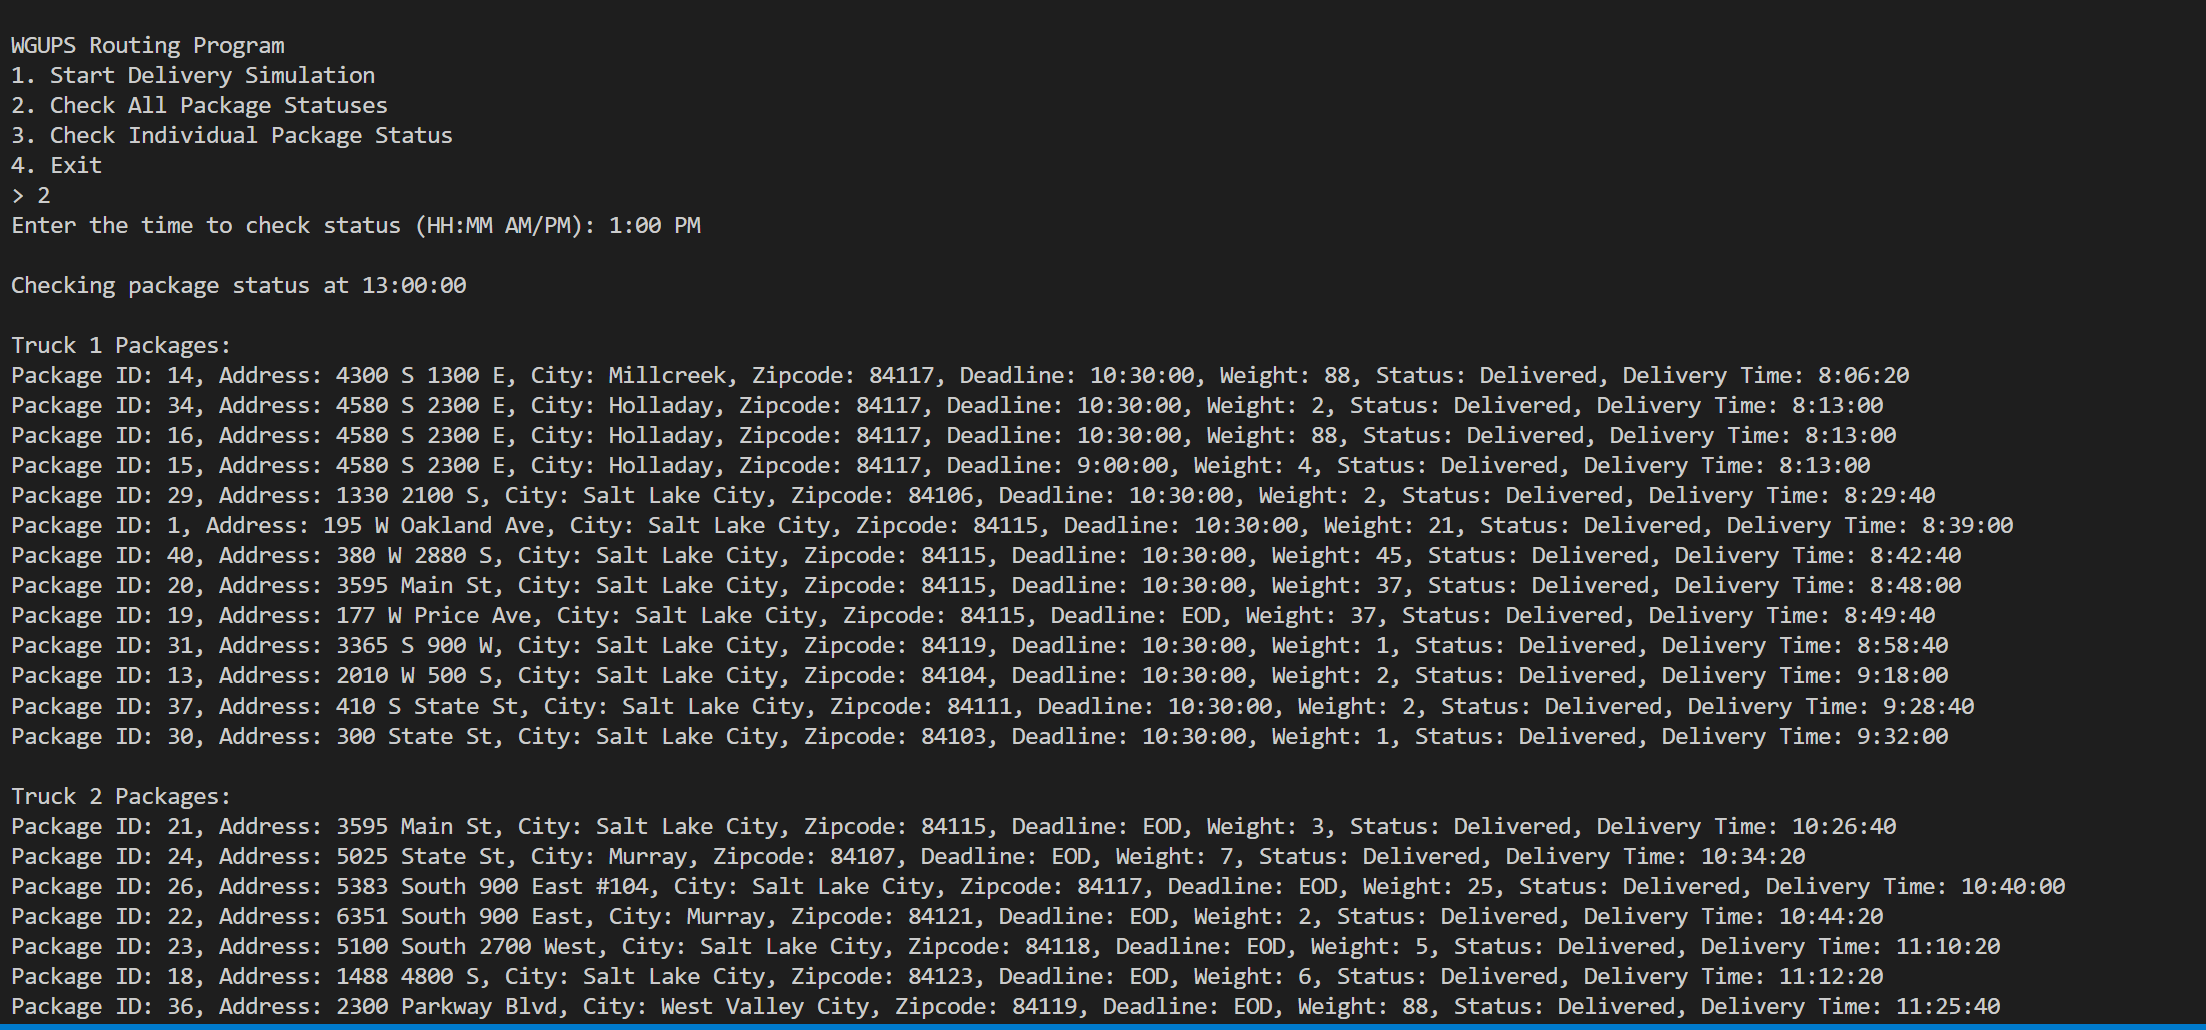 WGUPS Routing Program
1. Start Delivery Simulation
2. Check All Package Statuses
3. Check Individual Package Status
4. Exit
> 2
Enter the time to check status (HH:MM AM/PM): 1:00 PM
Checking package status at 13:00:00
Truck 1 Packages:
Package ID: 14, Address: 4300 S 1300 E, City: Millcreek, Zipcode: 84117, Deadline: 10:30:00, Weight: 88, Status: Delivered, Delivery Time: 8:06:20
Package ID: 34, Address: 4580 S 2300 E, City: Holladay, Zipcode: 84117, Deadline: 10:30:00, Weight: 2, Status: Delivered, Delivery Time: 8:13:00
Package ID: 16, Address: 4580 S 2300 E, City: Holladay, Zipcode: 84117, Deadline: 10:30:00, Weight: 88, Status: Delivered, Delivery Time: 8:13:00
Package ID: 15, Address: 4580 S 2300 E, City: Holladay, Zipcode: 84117, Deadline: 9:00:00, Weight: 4, Status: Delivered, Delivery Time: 8:13:00
Package ID: 29, Address: 1330 2100 S, City: Salt Lake City, Zipcode: 84106, Deadline: 10:30:00, Weight: 2, Status: Delivered, Delivery Time: 8:29:40
Package ID: 1, Address: 195 W Oakland Ave, City: Salt Lake City, Zipcode: 84115, Deadline: 10:30:00, Weight: 21, Status: Delivered, Delivery Time: 8:39:00
Package ID: 40, Address: 380 W 2880 S, City: Salt Lake City, Zipcode: 84115, Deadline: 10:30:00, Weight: 45, Status: Delivered, Delivery Time: 8:42:40
Package ID: 20, Address: 3595 Main St, City: Salt Lake City, Zipcode: 84115, Deadline: 10:30:00, Weight: 37, Status: Delivered, Delivery Time: 8:48:00
Package ID: 19, Address: 177 W Price Ave, City: Salt Lake City, Zipcode: 84115, Deadline: EOD, Weight: 37, Status: Delivered, Delivery Time: 8:49:40
Package ID: 31, Address: 3365 S 900 W, City: Salt Lake City, Zipcode: 84119, Deadline: 10:30:00, Weight: 1, Status: Delivered, Delivery Time: 8:58:40
Package ID: 13, Address: 2010 W 500 S, City: Salt Lake City, Zipcode: 84104, Deadline: 10:30:00, Weight: 2, Status: Delivered, Delivery Time: 9:18:00
Package ID: 37, Address: 410 S State St, City: Salt Lake City, Zipcode: 84111, Deadline: 10:30:00, Weight: 2, Status: Delivered, Delivery Time: 9:28:40
Package ID: 30, Address: 300 State St, City: Salt Lake City, Zipcode: 84103, Deadline: 10:30:00, Weight: 1, Status: Delivered, Delivery Time: 9:32:00
Truck 2 Packages:
Package ID: 21, Address: 3595 Main St, City: Salt Lake City, Zipcode: 84115, Deadline: EOD, Weight: 3, Status: Delivered, Delivery Time: 10:26:40
Package ID: 24, Address: 5025 State St, City: Murray, Zipcode: 84107, Deadline: EOD, Weight: 7, Status: Delivered, Delivery Time: 10:34:20
Package ID: 26, Address: 5383 South 900 East #104, City: Salt Lake City, Zipcode: 84117, Deadline: EOD, Weight: 25, Status: Delivered, Delivery Time: 10:40:00
Package ID: 22, Address: 6351 South 900 East, City: Murray, Zipcode: 84121, Deadline: EOD, Weight: 2, Status: Delivered, Delivery Time: 10:44:20
Package ID: 23, Address: 5100 South 2700 West, City: Salt Lake City, Zipcode: 84118, Deadline: EOD, Weight: 5, Status: Delivered, Delivery Time: 11:10:20
Package ID: 18, Address: 1488 4800 S, City: Salt Lake City, Zipcode: 84123, Deadline: EOD, Weight: 6, Status: Delivered, Delivery Time: 11:12:20
Package ID: 36, Address: 2300 Parkway Blvd, City: West Valley City, Zipcode: 84119, Deadline: EOD, Weight: 88, Status: Delivered, Delivery Time: 11:25:40